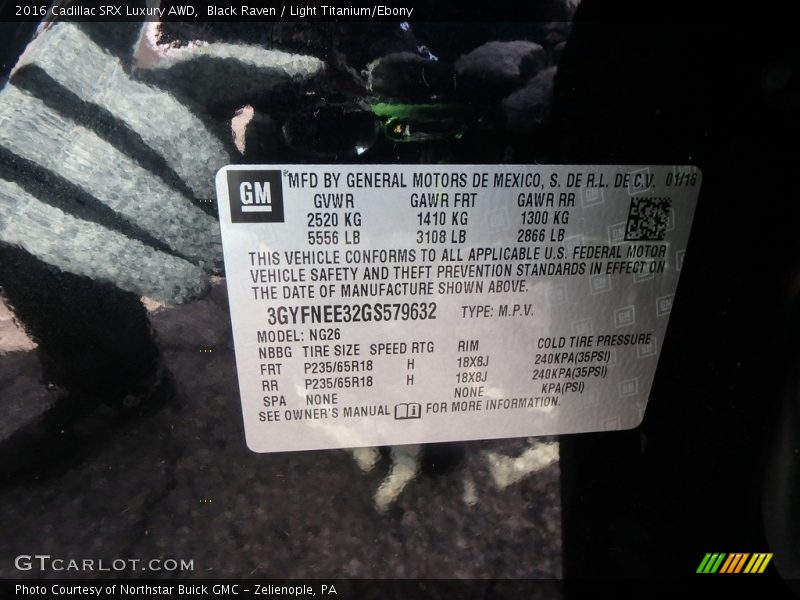 2016 Cadillac SRX Luxury AWD, Black Raven / Light Titanium/Ebony
GM
MFD BY GENERAL MOTORS DE MEXICO, S. DE R.L. DE C.V. 01/16
GVWR GAWR FRT GAWR RR
2520 KG 1410 KG 1300 KG
5556 LB 3108 LB 2866 LB
THIS VEHICLE CONFORMS TO ALL APPLICABLE U.S. FEDERAL MOTOR
VEHICLE SAFETY AND THEFT PREVENTION STANDARDS IN EFFECT ON
THE DATE OF MANUFACTURE SHOWN ABOVE.
3GYFNEE32GS579632 TYPE: M.P.V.
MODEL: NG26
NBBG TIRE SIZE SPEED RTG RIM COLD TIRE PRESSURE
FRT P235/65R18 H 18X8J 240KPA(35PSI)
RR P235/65R18 H 18X8J 240KPA(35PSI)
SPA NONE NONE KPA(PSI)
SEE OWNER'S MANUAL FOR MORE INFORMATION.
GTCARLOT.COM
Photo Courtesy of Northstar Buick GMC - Zelienople, PA